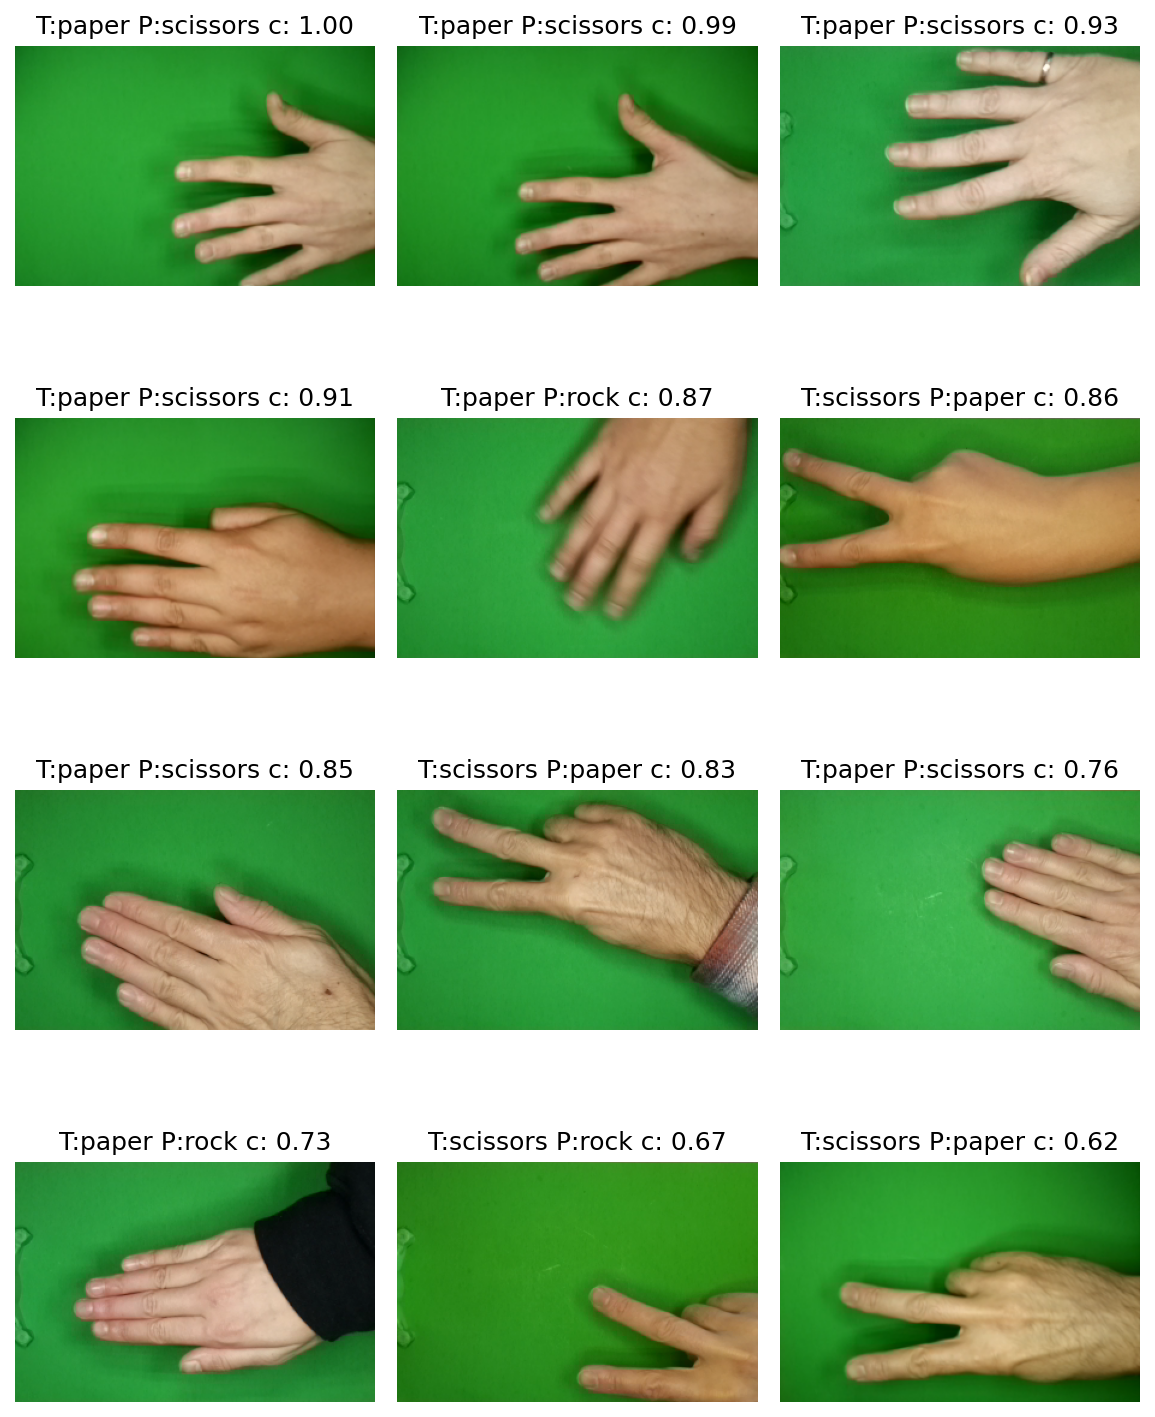 T:paper P:scissors c: 1.00
T:paper P:scissors c: 0.99
T:paper P:scissors c: 0.93
T:paper P:scissors c: 0.91
T:paper P:rock c: 0.87
T:scissors P:paper c: 0.86
T:paper P:scissors c: 0.85
T:scissors P:paper c: 0.83
T:paper P:scissors c: 0.76
T:paper P:rock c: 0.73
T:scissors P:rock c: 0.67
T:scissors P:paper c: 0.62